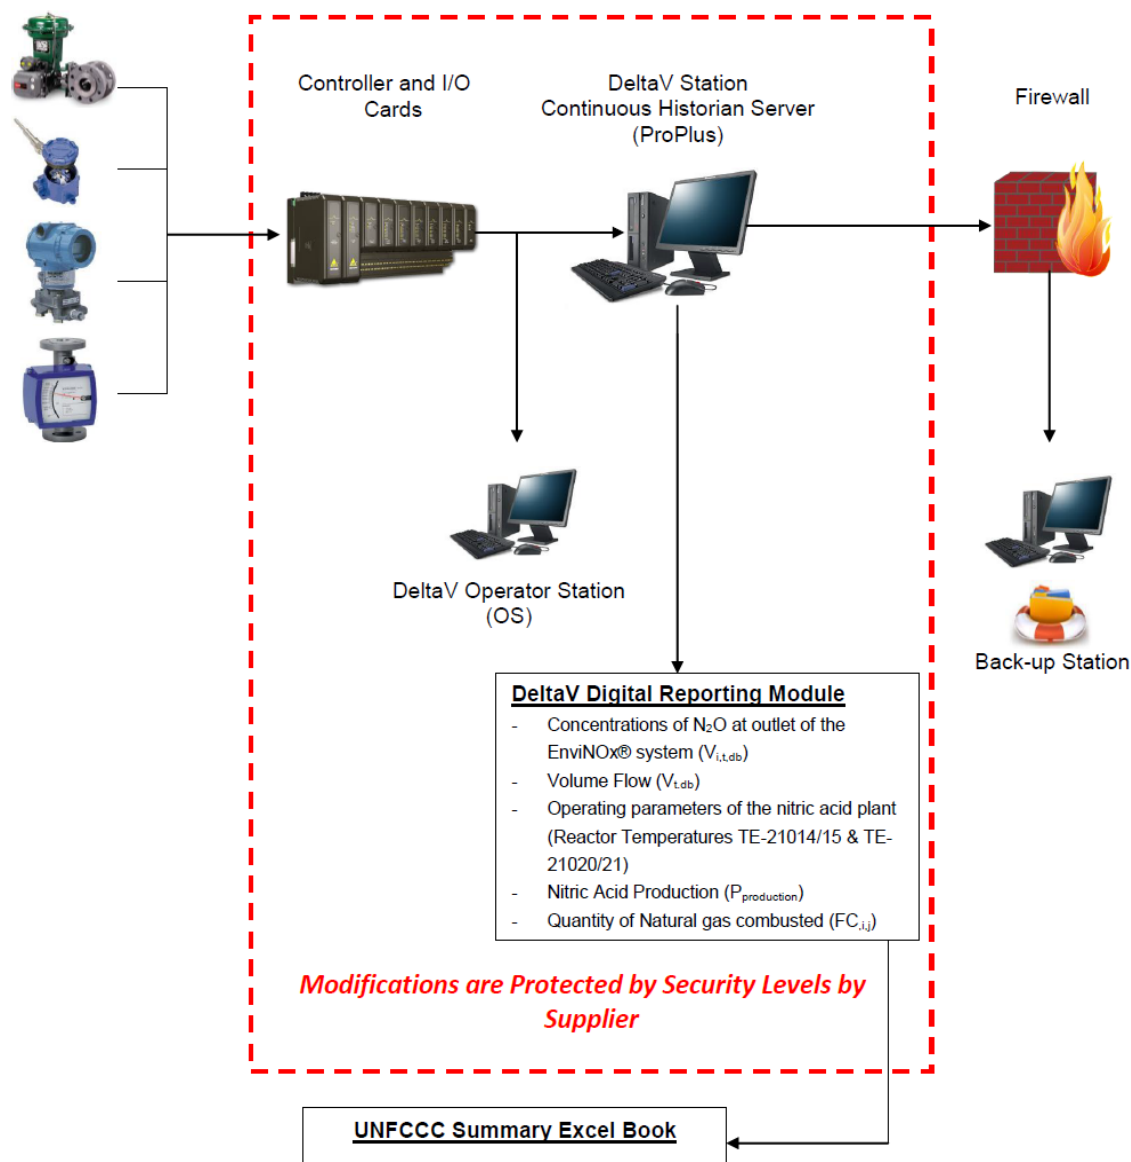 Controller and I/O
Cards
DeltaV Station
Continuous Historian Server
(ProPlus)
Firewall
DeltaV Operator Station
(OS)
Back-up Station
DeltaV Digital Reporting Module
- Concentrations of N₂O at outlet of the
EnviNOx® system (Vi,t,db)
- Volume Flow (Vt.db)
- Operating parameters of the nitric acid plant
(Reactor Temperatures TE-21014/15 & TE-
21020/21)
- Nitric Acid Production (Pproduction)
- Quantity of Natural gas combusted (FC,i,j)
Modifications are Protected by Security Levels by
Supplier
UNFCCC Summary Excel Book